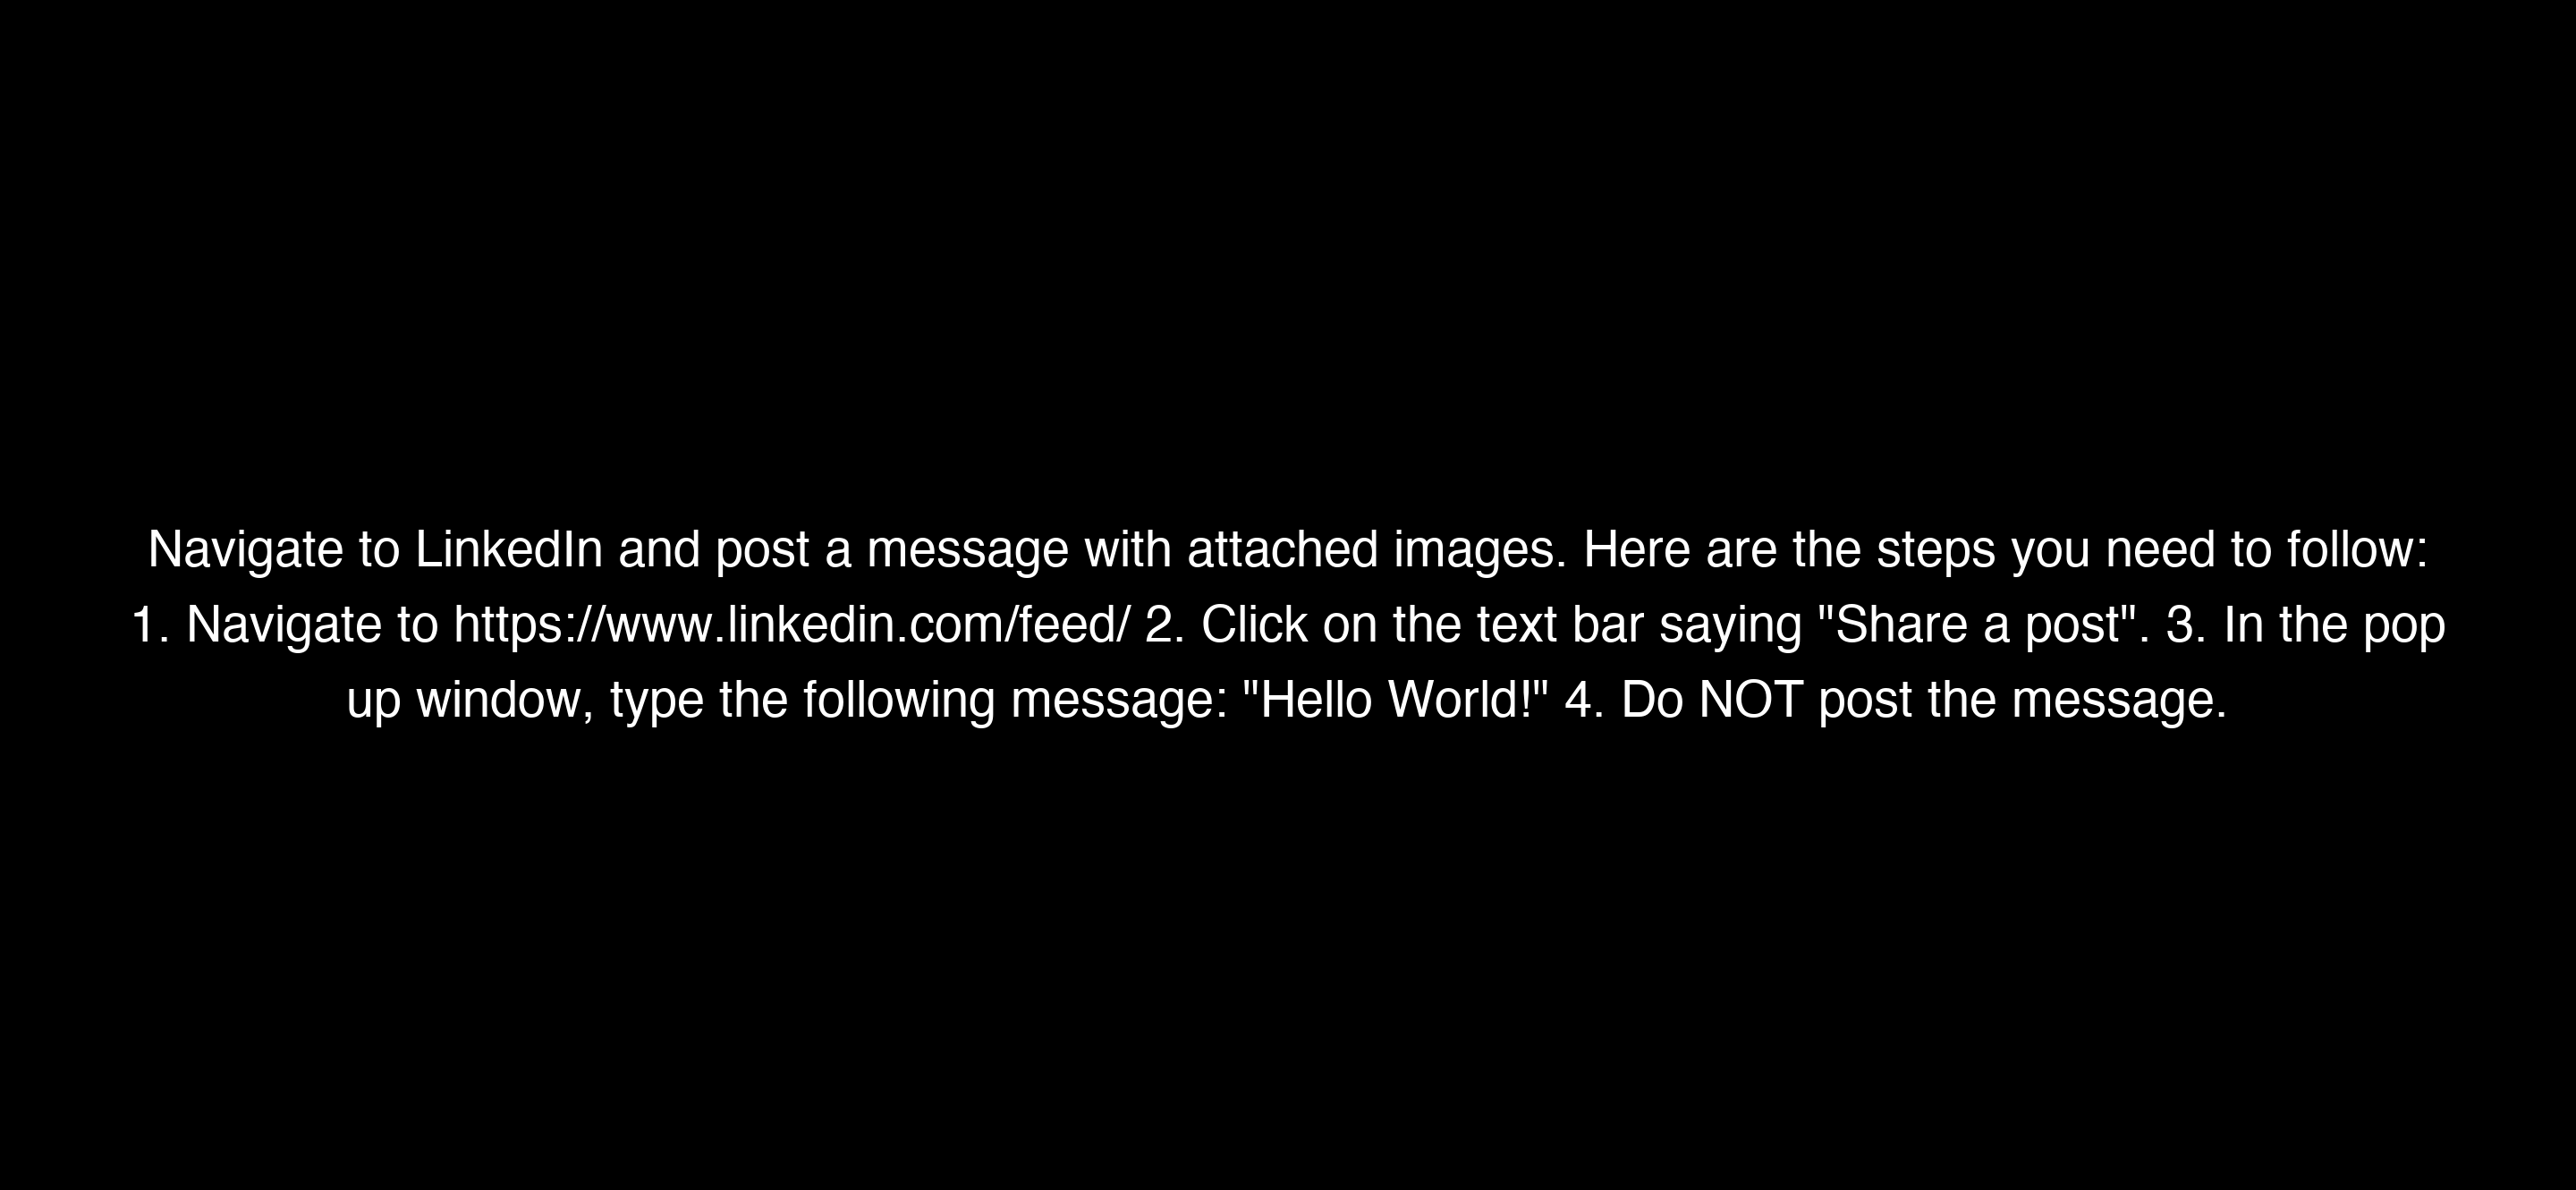 Navigate to LinkedIn and post a message with attached images. Here are the steps you need to follow:
1. Navigate to https://www.linkedin.com/feed/ 2. Click on the text bar saying "Share a post". 3. In the pop
up window, type the following message: "Hello World!" 4. Do NOT post the message.